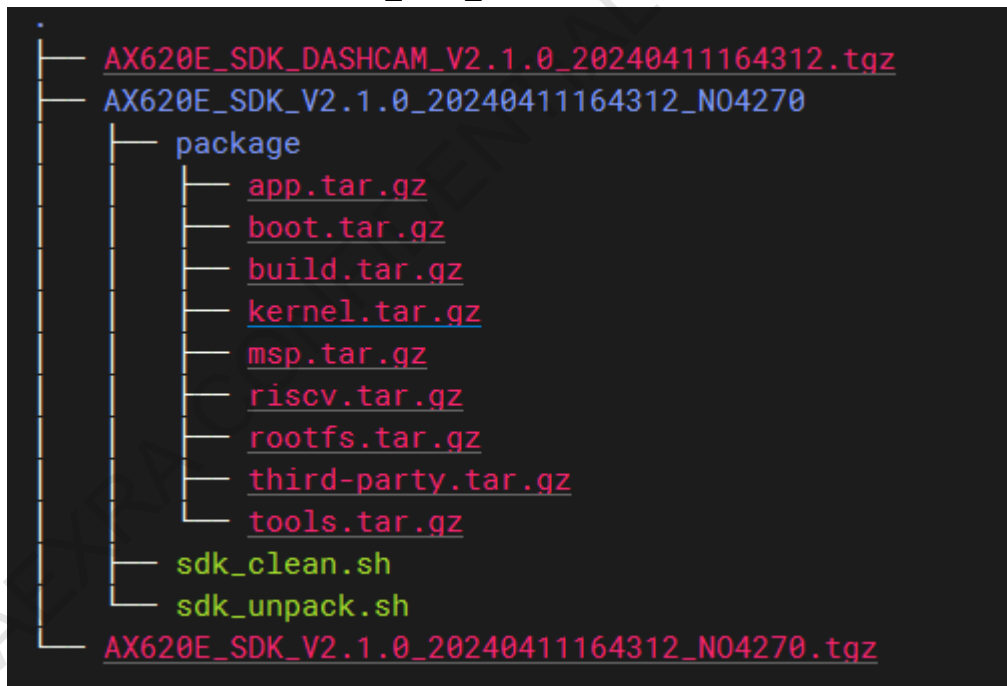 .
├── AX620E_SDK_DASHCAM_V2.1.0_20240411164312.tgz
├── AX620E_SDK_V2.1.0_20240411164312_NO4270
│   ├── package
│   │   ├── app.tar.gz
│   │   ├── boot.tar.gz
│   │   ├── build.tar.gz
│   │   ├── kernel.tar.gz
│   │   ├── msp.tar.gz
│   │   ├── riscv.tar.gz
│   │   ├── rootfs.tar.gz
│   │   ├── third-party.tar.gz
│   │   └── tools.tar.gz
│   ├── sdk_clean.sh
│   └── sdk_unpack.sh
└── AX620E_SDK_V2.1.0_20240411164312_NO4270.tgz